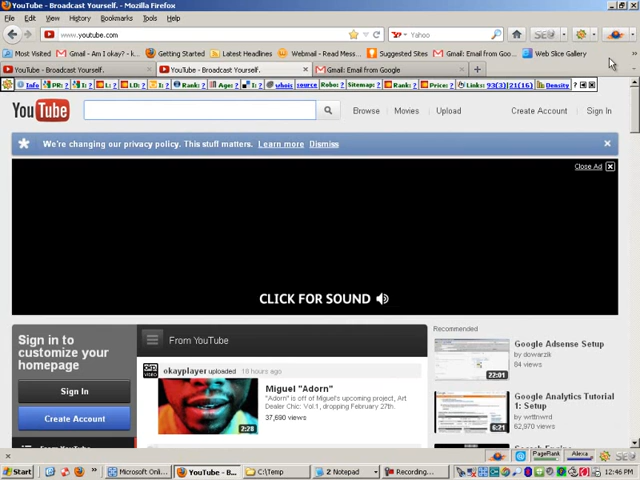 YouTube - Broadcast Yourself. - Mozilla Firefox
File Edit View History Bookmarks Tools Help
www.youtube.com
Yahoo
Most Visited Gmail - Am I okay? — k... Getting Started Latest Headlines Webmail - Read Mess... Suggested Sites Gmail: Email from Goo... Web Slice Gallery
YouTube - Broadcast Yourself. YouTube - Broadcast Yourself. Gmail: Email from Google
Info PR: ? I: ? L: ? LD: ? I: ? Rank: ? Age: ? I: ? whois source Robo: ? Sitemap: ? Rank: ? Price: ? Links: 93(3)|21(16) Density ?
YouTube Browse Movies Upload Create Account Sign In
We're changing our privacy policy. This stuff matters. Learn more Dismiss
Close Ad X
CLICK FOR SOUND
Sign in to
customize your
homepage
Sign In
Create Account
From YouTube
okayplayer uploaded 18 hours ago
Miguel "Adorn"
"Adorn" is off of Miguel's upcoming project, Art
Dealer Chic: Vol.1, dropping February 27th.
37,690 views
2:28
Recommended
Google Adsense Setup
by dowarzik
84 views
22:01
Google Analytics Tutorial
1: Setup
by writtnwrd
62,970 views
6:21
PageRank Alexa
Start Microsoft Onl... YouTube - B... C:\Temp 2 Notepad Recording... 12:46 PM